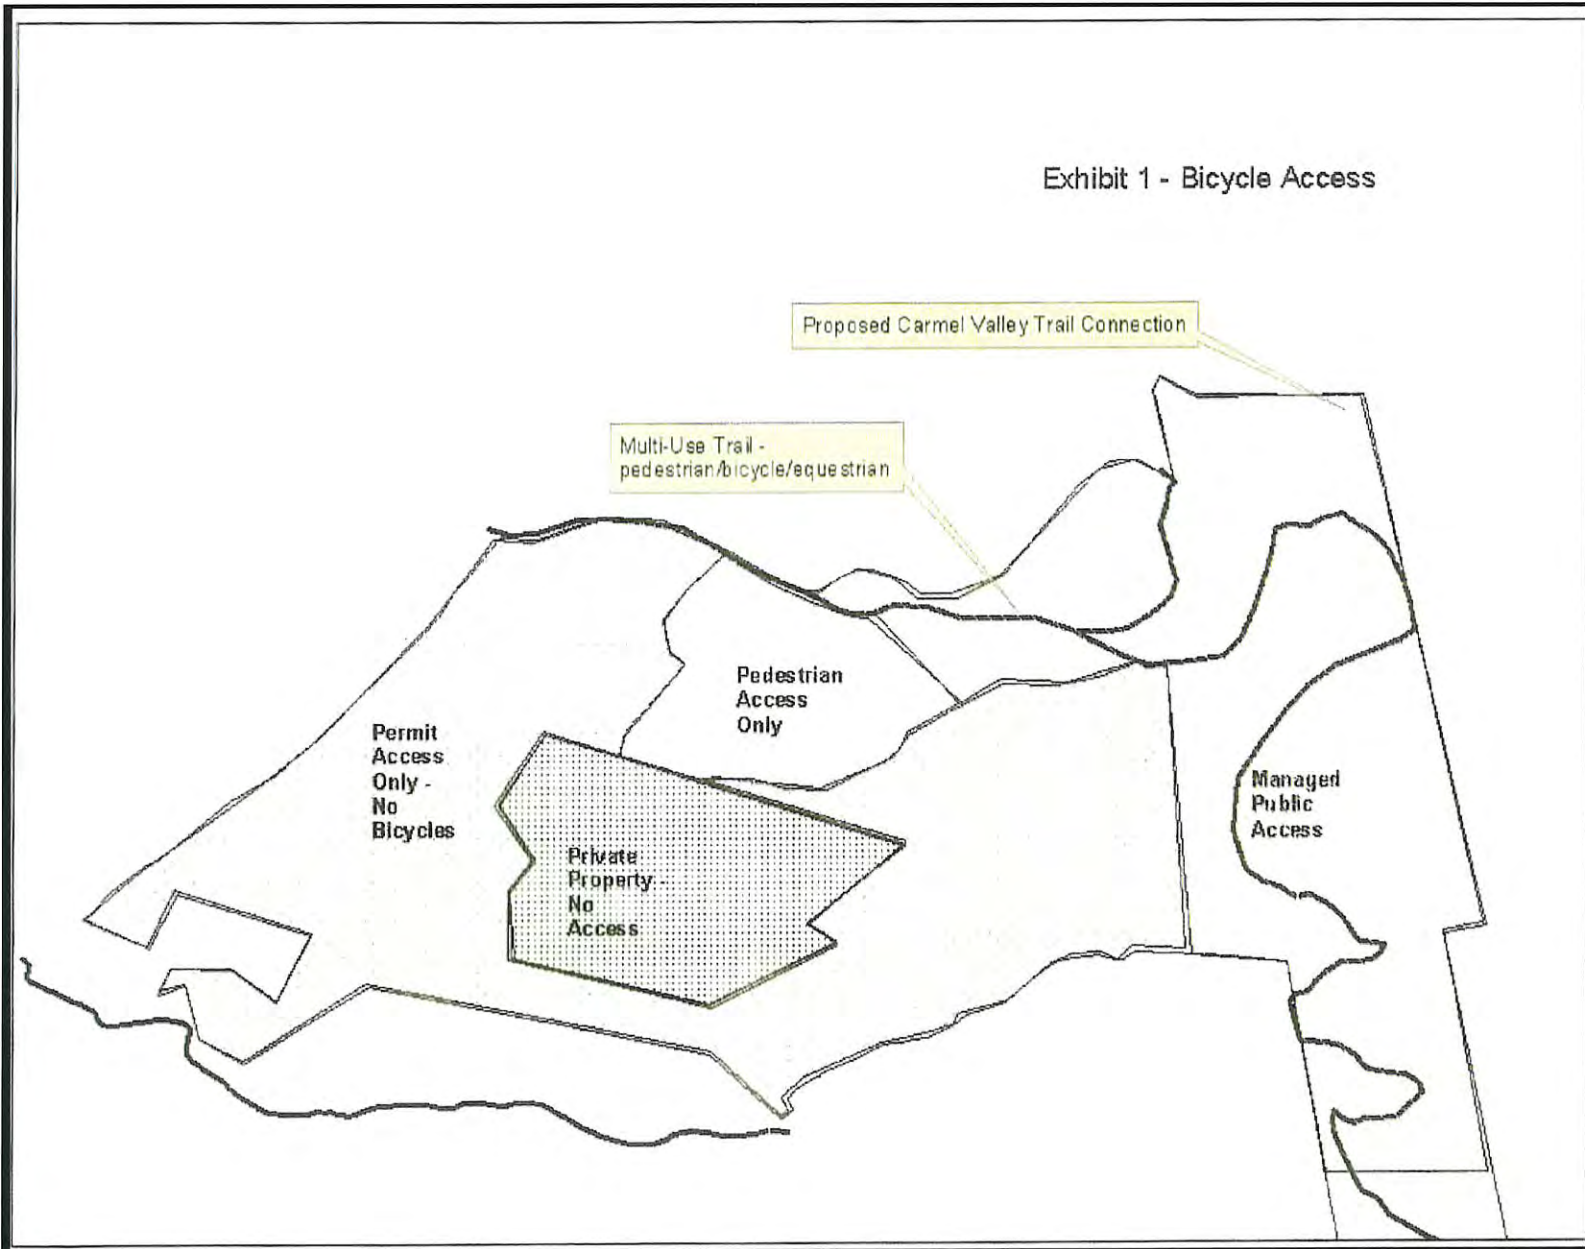 Exhibit 1 - Bicycle Access
Proposed Carmel Valley Trail Connection
Multi-Use Trail -
pedestrian/bicycle/equestrian
Pedestrian
Access
Only
Permit
Access
Only -
No
Bicycles
Managed
Public
Access
Private
Property -
No
Access